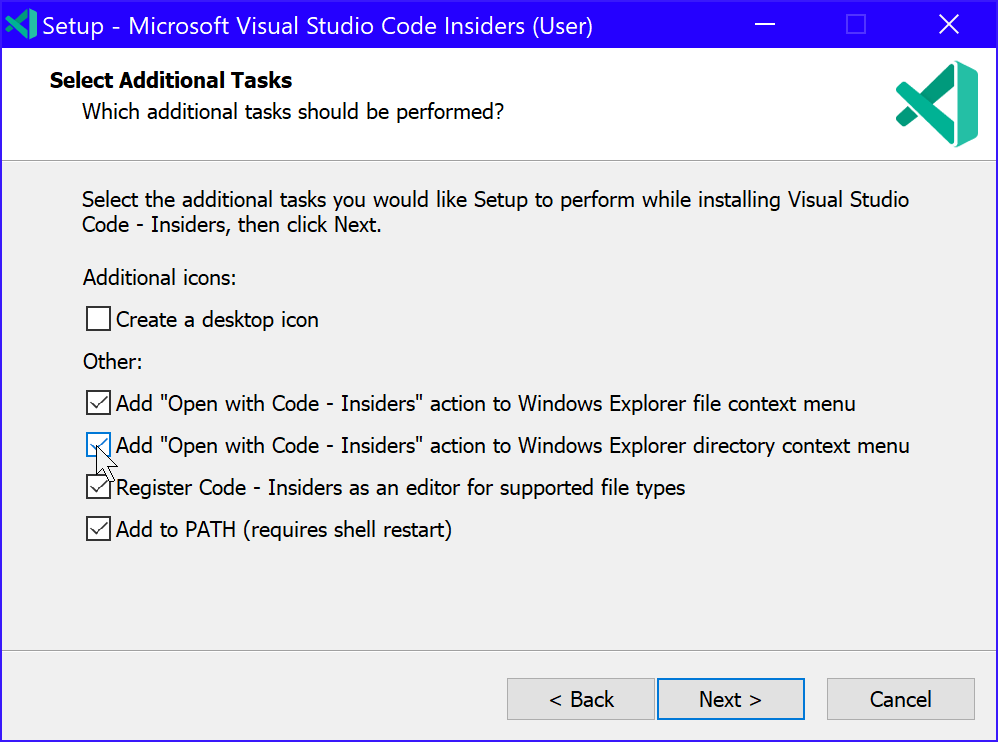 Setup - Microsoft Visual Studio Code Insiders (User)
Select Additional Tasks
Which additional tasks should be performed?
Select the additional tasks you would like Setup to perform while installing Visual Studio
Code - Insiders, then click Next.
Additional icons:
Create a desktop icon
Other:
Add "Open with Code - Insiders" action to Windows Explorer file context menu
Add "Open with Code - Insiders" action to Windows Explorer directory context menu
Register Code - Insiders as an editor for supported file types
Add to PATH (requires shell restart)
< Back
Next >
Cancel